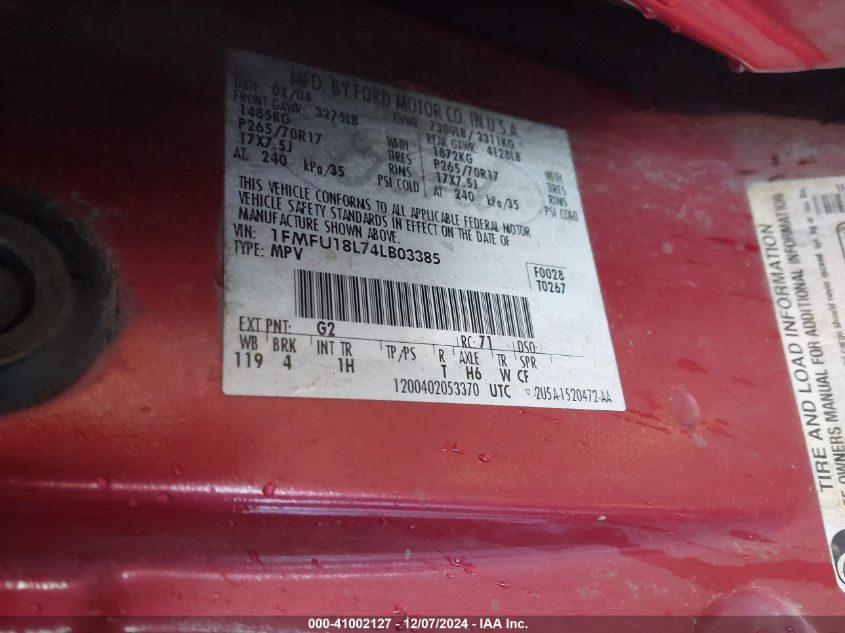 MFD. BY FORD MOTOR CO. IN U.S.A.
DATE: 02/04 GVWR: 7300LB/ 3311KG
FRONT GAWR: 3275LB REAR GAWR: 4128LB
1485KG WITH 1872KG WITH
P265/70R17 TIRES P265/70R17 TIRES
17X7.5J RIMS 17X7.5J RIMS
AT 240 kPa/35 PSI COLD AT 240 kPa/35 PSI COLD
THIS VEHICLE CONFORMS TO ALL APPLICABLE FEDERAL MOTOR
VEHICLE SAFETY STANDARDS IN EFFECT ON THE DATE OF
MANUFACTURE SHOWN ABOVE.
VIN: 1FMFU18L74LB03385
TYPE: MPV
F0028
T0267
EXT PNT: G2 RC: 71 DSO:
WB BRK INT TR TP/PS R AXLE TR SPR
119 4 1H T H6 W CF
1200402053370 UTC 2U5A-1520472-AA
TIRE AND LOAD INFORMATION
OWNERS MANUAL FOR ADDITIONAL INFORMATION
000-41002127 - 12/07/2024 - IAA Inc.